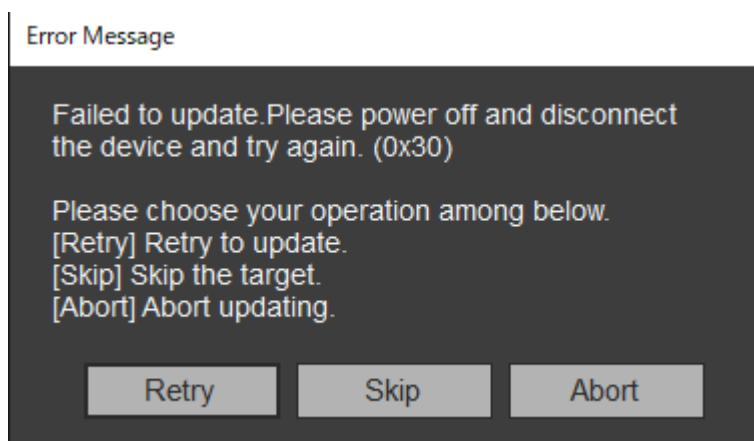 Error Message
Failed to update.Please power off and disconnect
the device and try again. (0x30)
Please choose your operation among below.
[Retry] Retry to update.
[Skip] Skip the target.
[Abort] Abort updating.
Retry
Skip
Abort